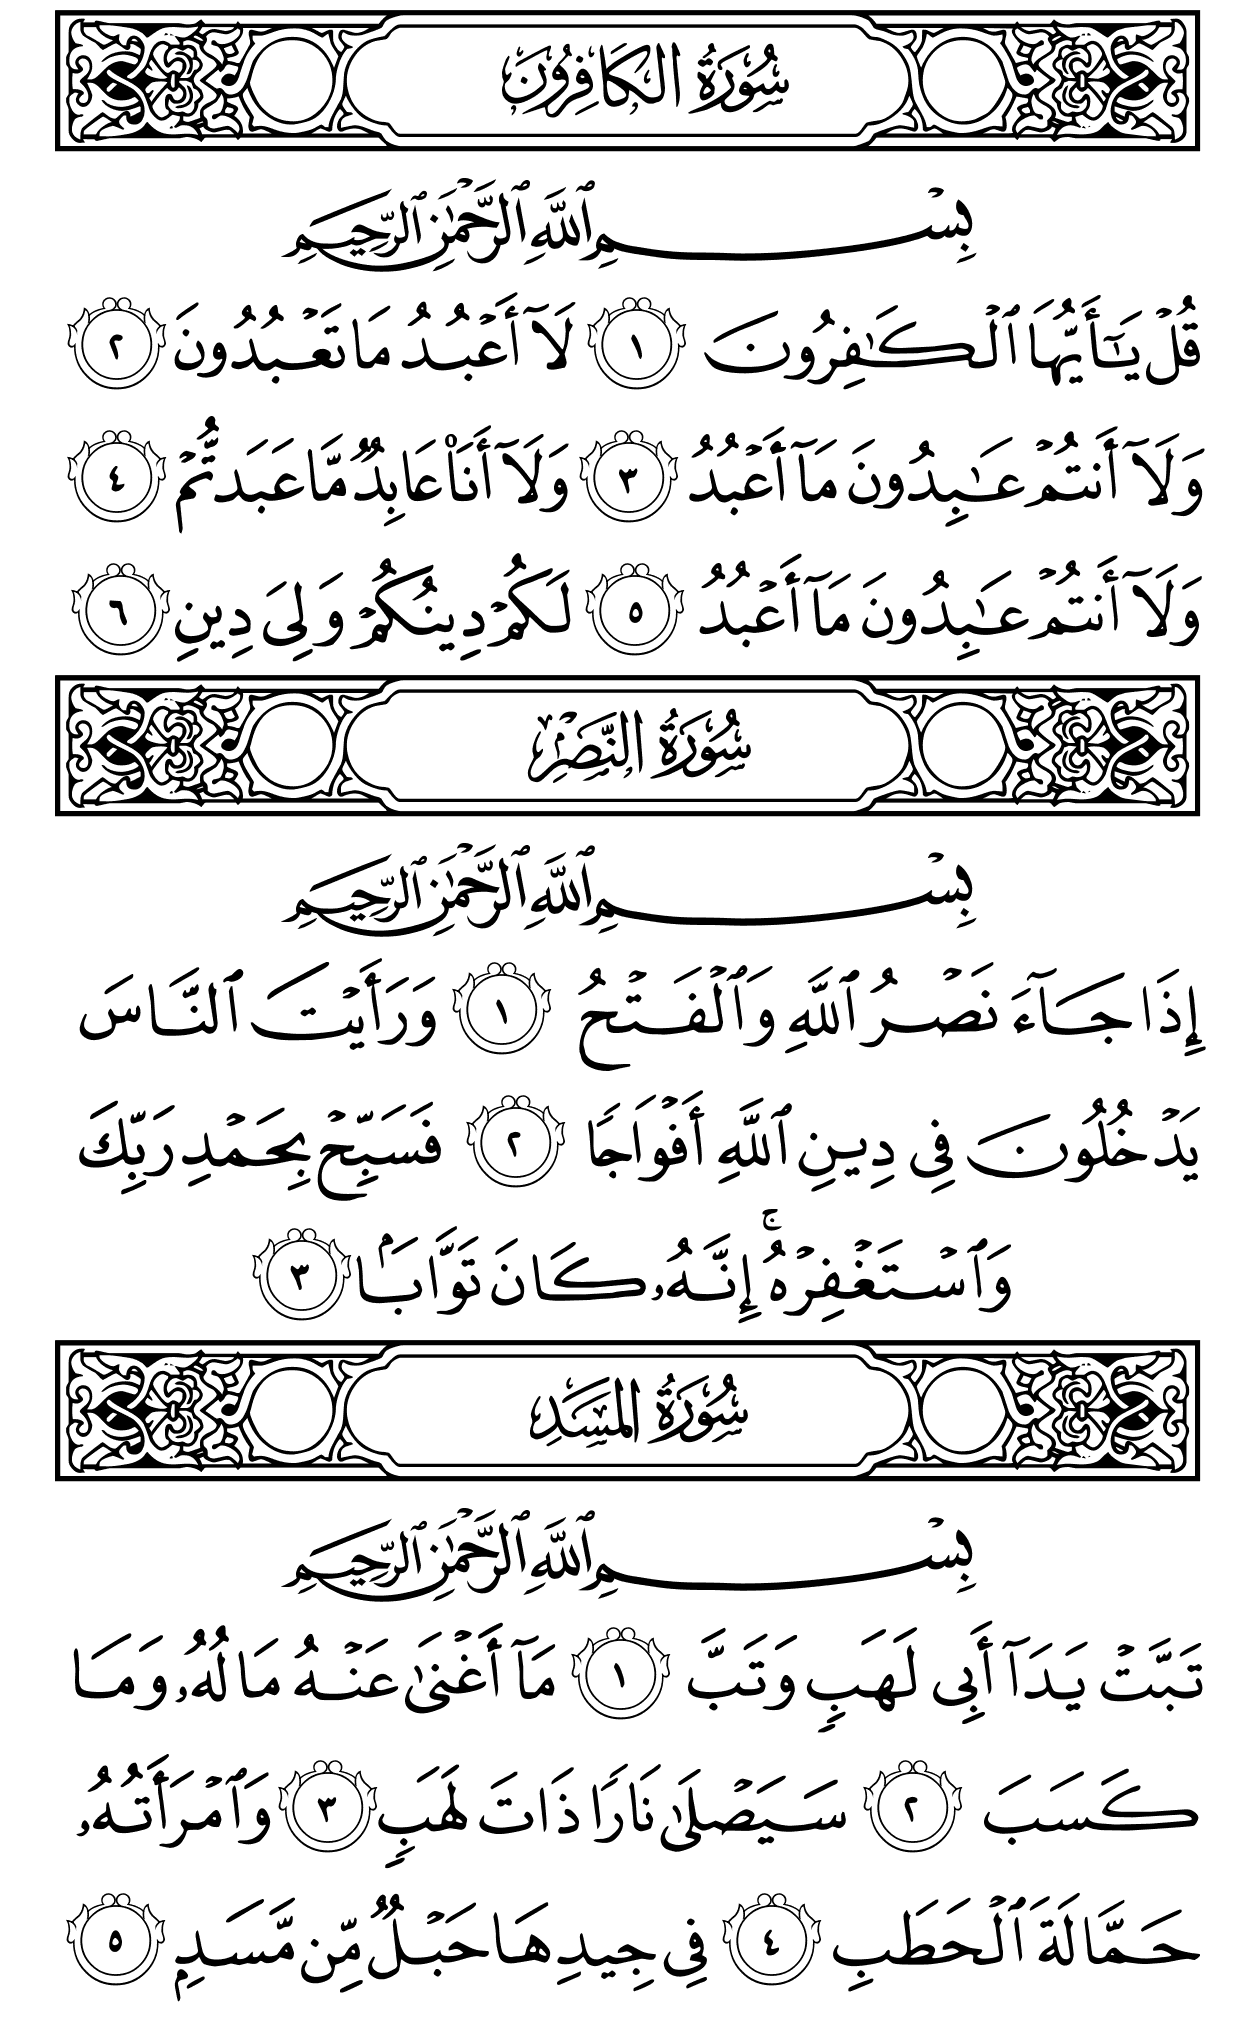 سُورَةُ الكَافِرُونَ
بِسْمِ ٱللَّهِ ٱلرَّحْمَٰنِ ٱلرَّحِيمِ
قُلْ يَٰٓأَيُّهَا ٱلْكَٰفِرُونَ ١ لَآ أَعْبُدُ مَا تَعْبُدُونَ ٢
وَلَآ أَنتُمْ عَٰبِدُونَ مَآ أَعْبُدُ ٣ وَلَآ أَنَا۠ عَابِدٌ مَّا عَبَدتُّمْ ٤
وَلَآ أَنتُمْ عَٰبِدُونَ مَآ أَعْبُدُ ٥ لَكُمْ دِينُكُمْ وَلِىَ دِينِ ٦
سُورَةُ النَّصْرِ
بِسْمِ ٱللَّهِ ٱلرَّحْمَٰنِ ٱلرَّحِيمِ
إِذَا جَآءَ نَصْرُ ٱللَّهِ وَٱلْفَتْحُ ١ وَرَأَيْتَ ٱلنَّاسَ
يَدْخُلُونَ فِى دِينِ ٱللَّهِ أَفْوَاجًا ٢ فَسَبِّحْ بِحَمْدِ رَبِّكَ
وَٱسْتَغْفِرْهُ ۚ إِنَّهُۥ كَانَ تَوَّابَۢا ٣
سُورَةُ المَسَدِ
بِسْمِ ٱللَّهِ ٱلرَّحْمَٰنِ ٱلرَّحِيمِ
تَبَّتْ يَدَآ أَبِى لَهَبٍ وَتَبَّ ١ مَآ أَغْنَىٰ عَنْهُ مَالُهُۥ وَمَا
كَسَبَ ٢ سَيَصْلَىٰ نَارًا ذَاتَ لَهَبٍ ٣ وَٱمْرَأَتُهُۥ
حَمَّالَةَ ٱلْحَطَبِ ٤ فِى جِيدِهَا حَبْلٌ مِّن مَّسَدٍۭ ٥